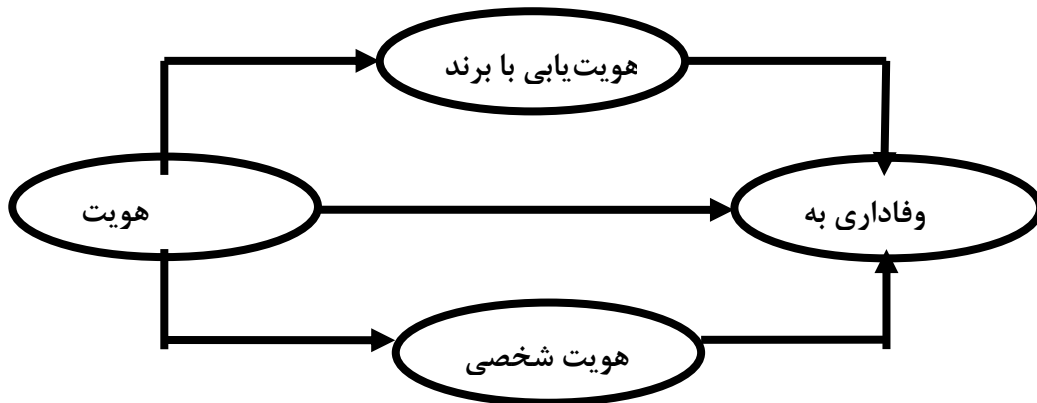 هویت‌یابی با برند
هویت
وفاداری به
هویت شخصی